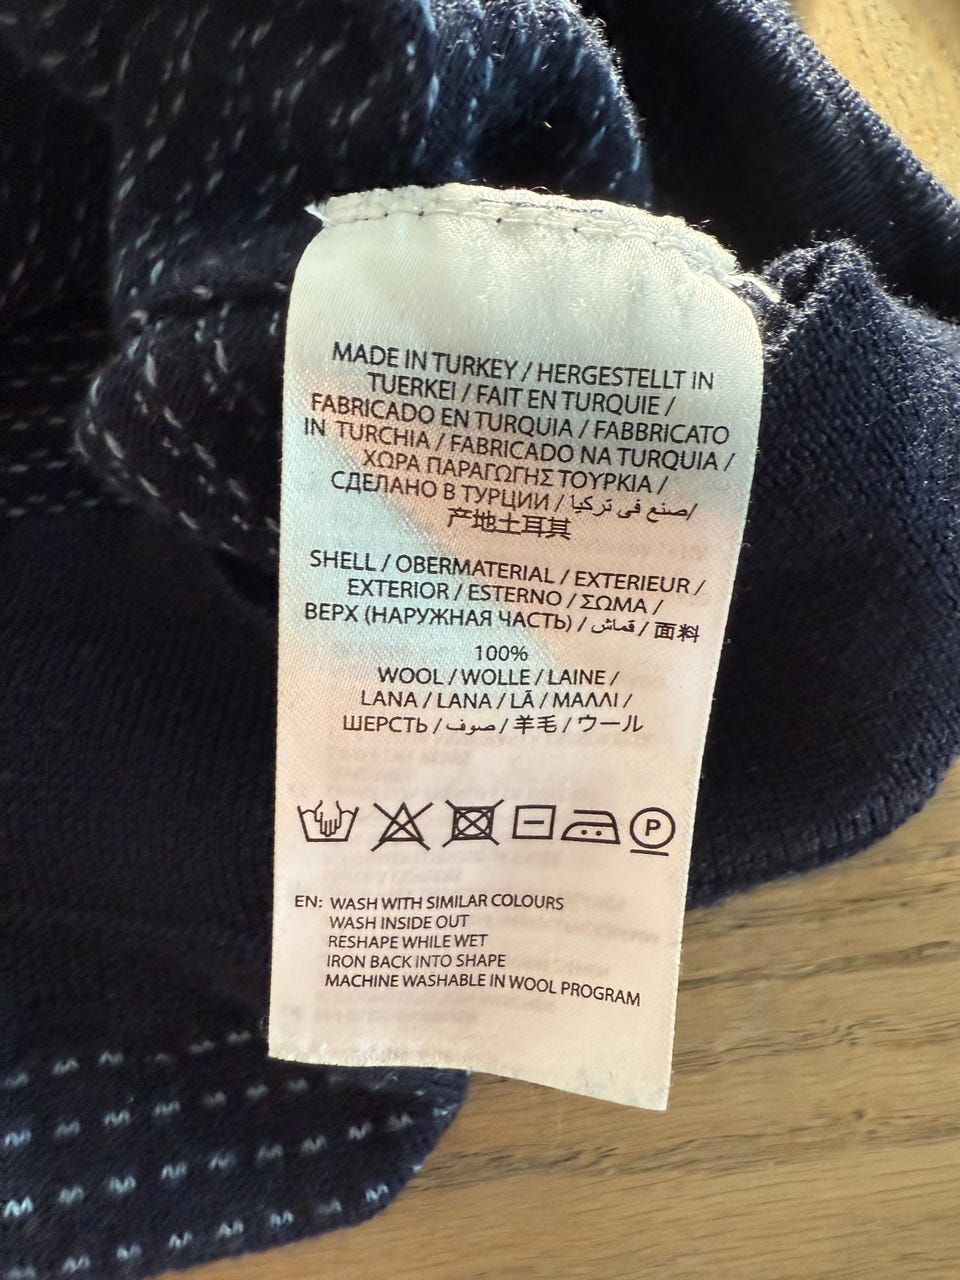 MADE IN TURKEY / HERGESTELLT IN
TUERKEI / FAIT EN TURQUIE /
FABRICADO EN TURQUIA / FABBRICATO
IN TURCHIA / FABRICADO NA TURQUIA /
ΧΩΡΑ ΠΑΡΑΓΩΓΗΣ ΤΟΥΡΚΙΑ /
СДЕЛАНО В ТУРЦИИ / صنع فى تركيا /
产地土耳其
SHELL / OBERMATERIAL / EXTERIEUR /
EXTERIOR / ESTERNO / ΣΩΜΑ /
ВЕРХ (НАРУЖНАЯ ЧАСТЬ) / قماش / 面料
100%
WOOL / WOLLE / LAINE /
LANA / LANA / LÃ / ΜΑΛΛΙ /
ШЕРСТЬ / صوف / 羊毛 / ウール
P
EN: WASH WITH SIMILAR COLOURS
WASH INSIDE OUT
RESHAPE WHILE WET
IRON BACK INTO SHAPE
MACHINE WASHABLE IN WOOL PROGRAM